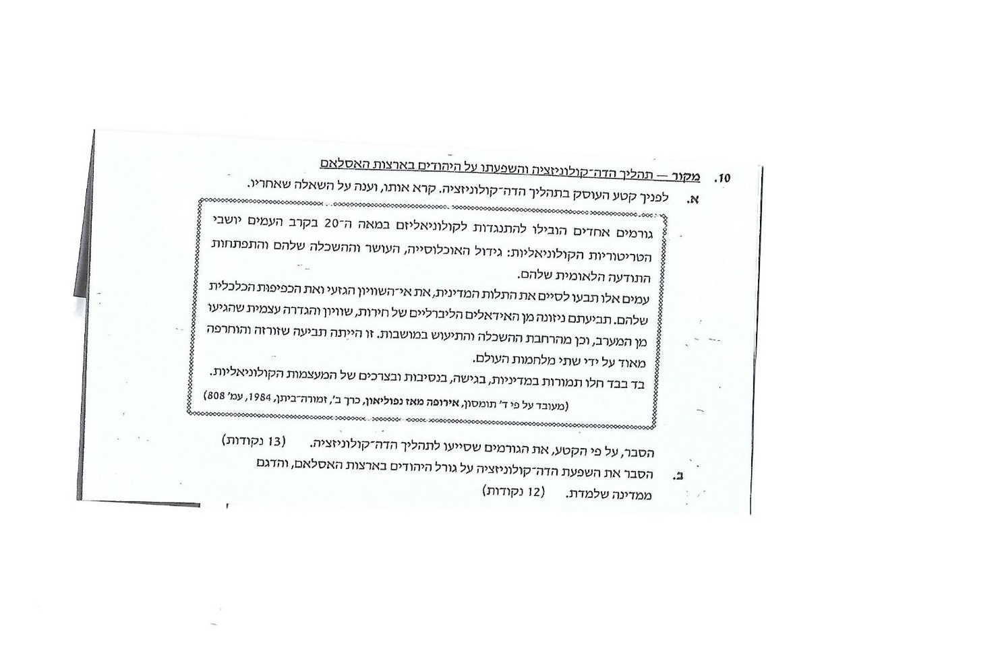 10. מקור — תהליך הדה־קולוניזציה והשפעתו על היהודים בארצות האסלאם
א. לפניך קטע העוסק בתהליך הדה־קולוניזציה. קרא אותו, וענה על השאלה שאחריו.
גורמים אחדים הובילו להתנגדות לקולוניאליזם במאה ה־20 בקרב העמים יושבי
הטריטוריות הקולוניאליות: גידול האוכלוסייה, העושר וההשכלה שלהם והתפתחות
התודעה הלאומית שלהם.
עמים אלו תבעו לסיים את התלות המדינית, את אי־השוויון הגזעי ואת הכפיפות הכלכלית
שלהם. תביעתם ניזונה מן האידאלים הליברליים של חירות, שוויון והגדרה עצמית שהגיעו
מן המערב, וכן מהרחבת ההשכלה והתיעוש במושבות. זו הייתה תביעה שזורזה והוחרפה
מאוד על ידי שתי מלחמות העולם.
בד בבד חלו תמורות במדיניות, בגישה, בנסיבות ובצרכים של המעצמות הקולוניאליות.
(מעובד על פי ד' תומסון, אירופה מאז נפוליאון, כרך ב', זמורה־ביתן, 1984, עמ' 808)
הסבר, על פי הקטע, את הגורמים שסייעו לתהליך הדה־קולוניזציה. (13 נקודות)
ב. הסבר את השפעת הדה־קולוניזציה על גורל היהודים בארצות האסלאם, והדגם
ממדינה שלמדת. (12 נקודות)